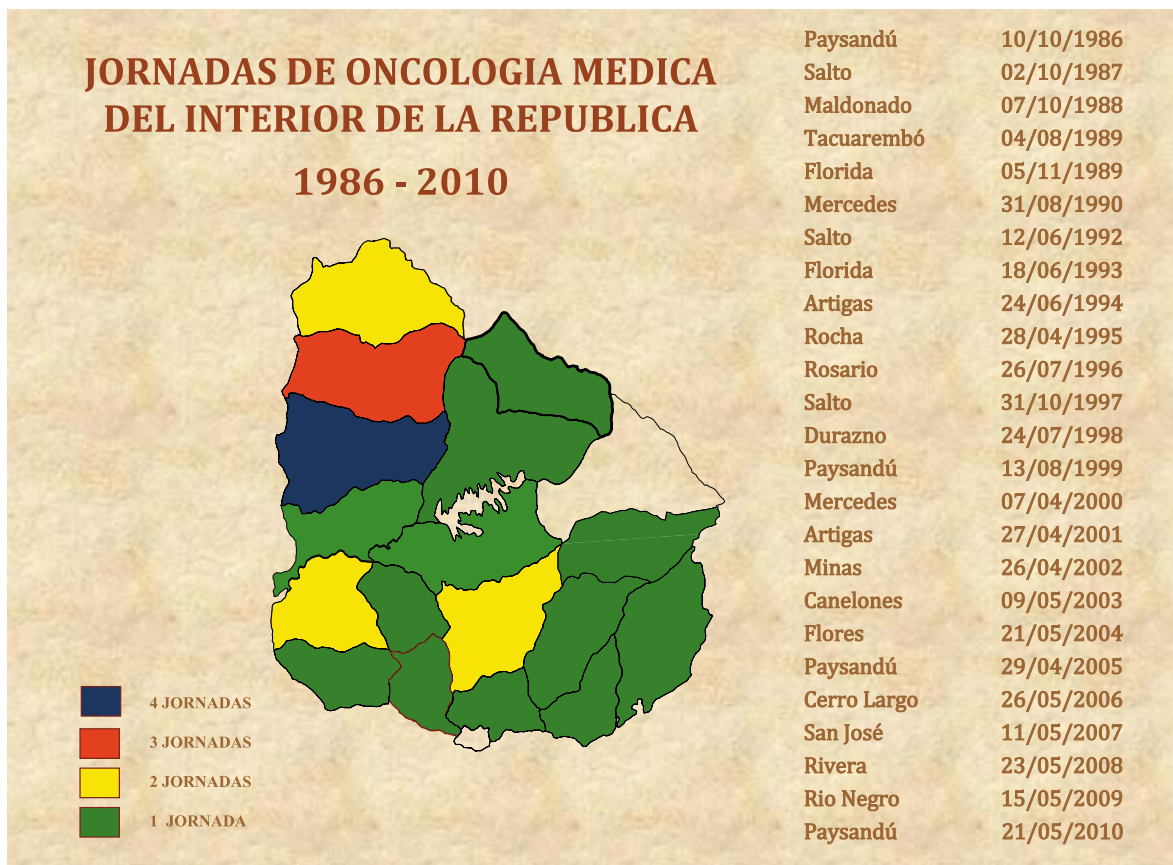 JORNADAS DE ONCOLOGIA MEDICA
DEL INTERIOR DE LA REPUBLICA
1986 - 2010
Paysandú 10/10/1986
Salto 02/10/1987
Maldonado 07/10/1988
Tacuarembó 04/08/1989
Florida 05/11/1989
Mercedes 31/08/1990
Salto 12/06/1992
Florida 18/06/1993
Artigas 24/06/1994
Rocha 28/04/1995
Rosario 26/07/1996
Salto 31/10/1997
Durazno 24/07/1998
Paysandú 13/08/1999
Mercedes 07/04/2000
Artigas 27/04/2001
Minas 26/04/2002
Canelones 09/05/2003
Flores 21/05/2004
Paysandú 29/04/2005
Cerro Largo 26/05/2006
San José 11/05/2007
Rivera 23/05/2008
Rio Negro 15/05/2009
Paysandú 21/05/2010
4 JORNADAS
3 JORNADAS
2 JORNADAS
1 JORNADA